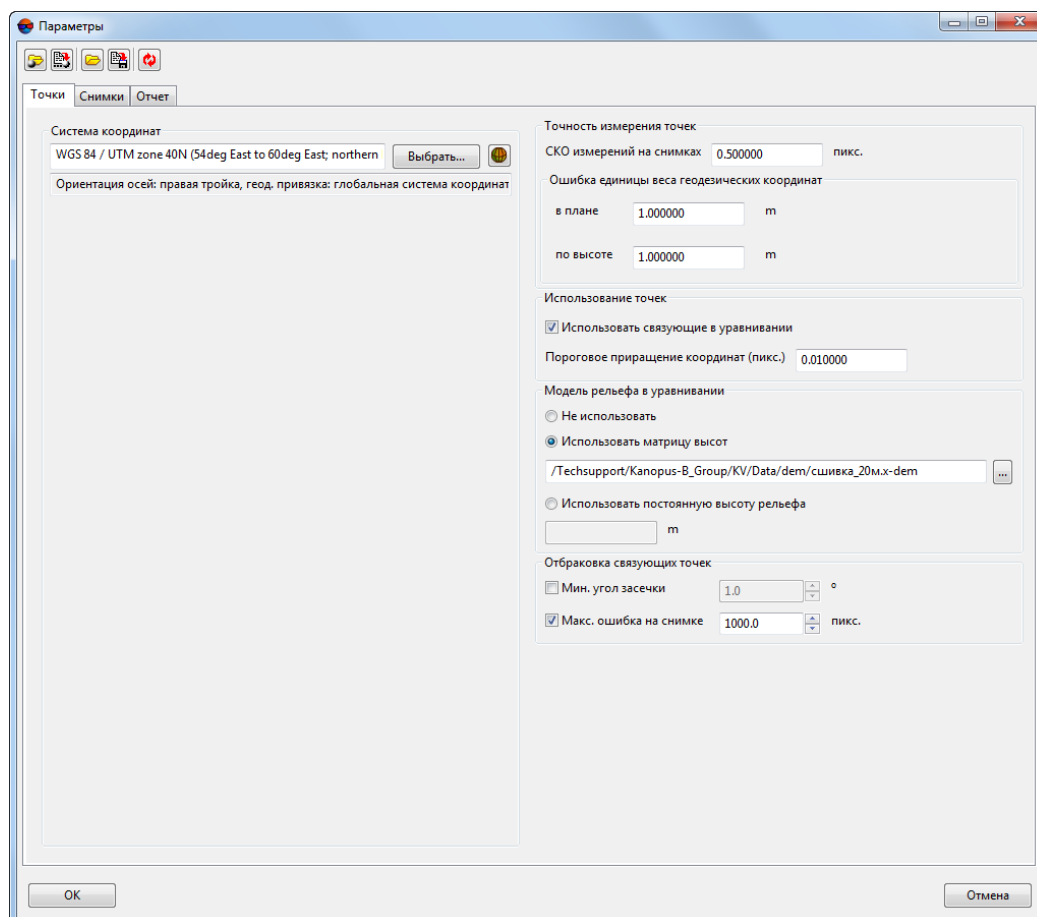 Параметры
Точки Снимки Отчет
Система координат
WGS 84 / UTM zone 40N (54deg East to 60deg East; northern
Выбрать...
Ориентация осей: правая тройка, геод. привязка: глобальная система координат
Точность измерения точек
СКО измерений на снимках 0.500000 пикс.
Ошибка единицы веса геодезических координат
в плане 1.000000 m
по высоте 1.000000 m
Использование точек
Использовать связующие в уравнивании
Пороговое приращение координат (пикс.) 0.010000
Модель рельефа в уравнивании
Не использовать
Использовать матрицу высот
/Techsupport/Kanopus-B_Group/KV/Data/dem/сшивка_20м.x-dem ...
Использовать постоянную высоту рельефа
m
Отбраковка связующих точек
Мин. угол засечки 1.0 °
Макс. ошибка на снимке 1000.0 пикс.
OK Отмена